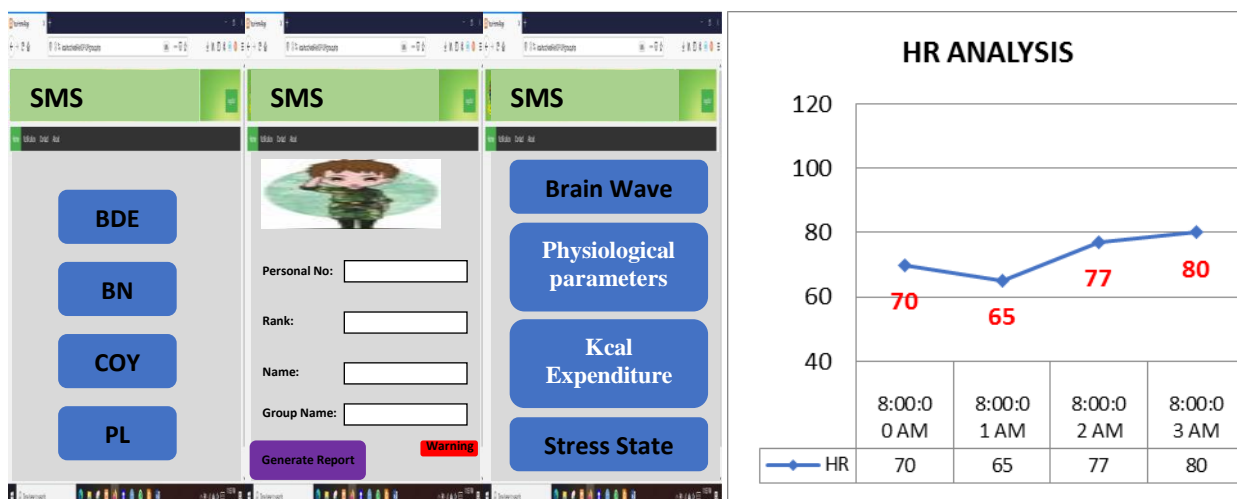 SMS
BDE
BN
COY
PL
SMS
Personal No:
Rank:
Name:
Group Name:
Generate Report
Warning
SMS
Brain Wave
Physiological
parameters
Kcal
Expenditure
Stress State
HR ANALYSIS
120
100
80
60
40
70
65
77
80
8:00:0
0 AM
8:00:0
1 AM
8:00:0
2 AM
8:00:0
3 AM
HR
70
65
77
80